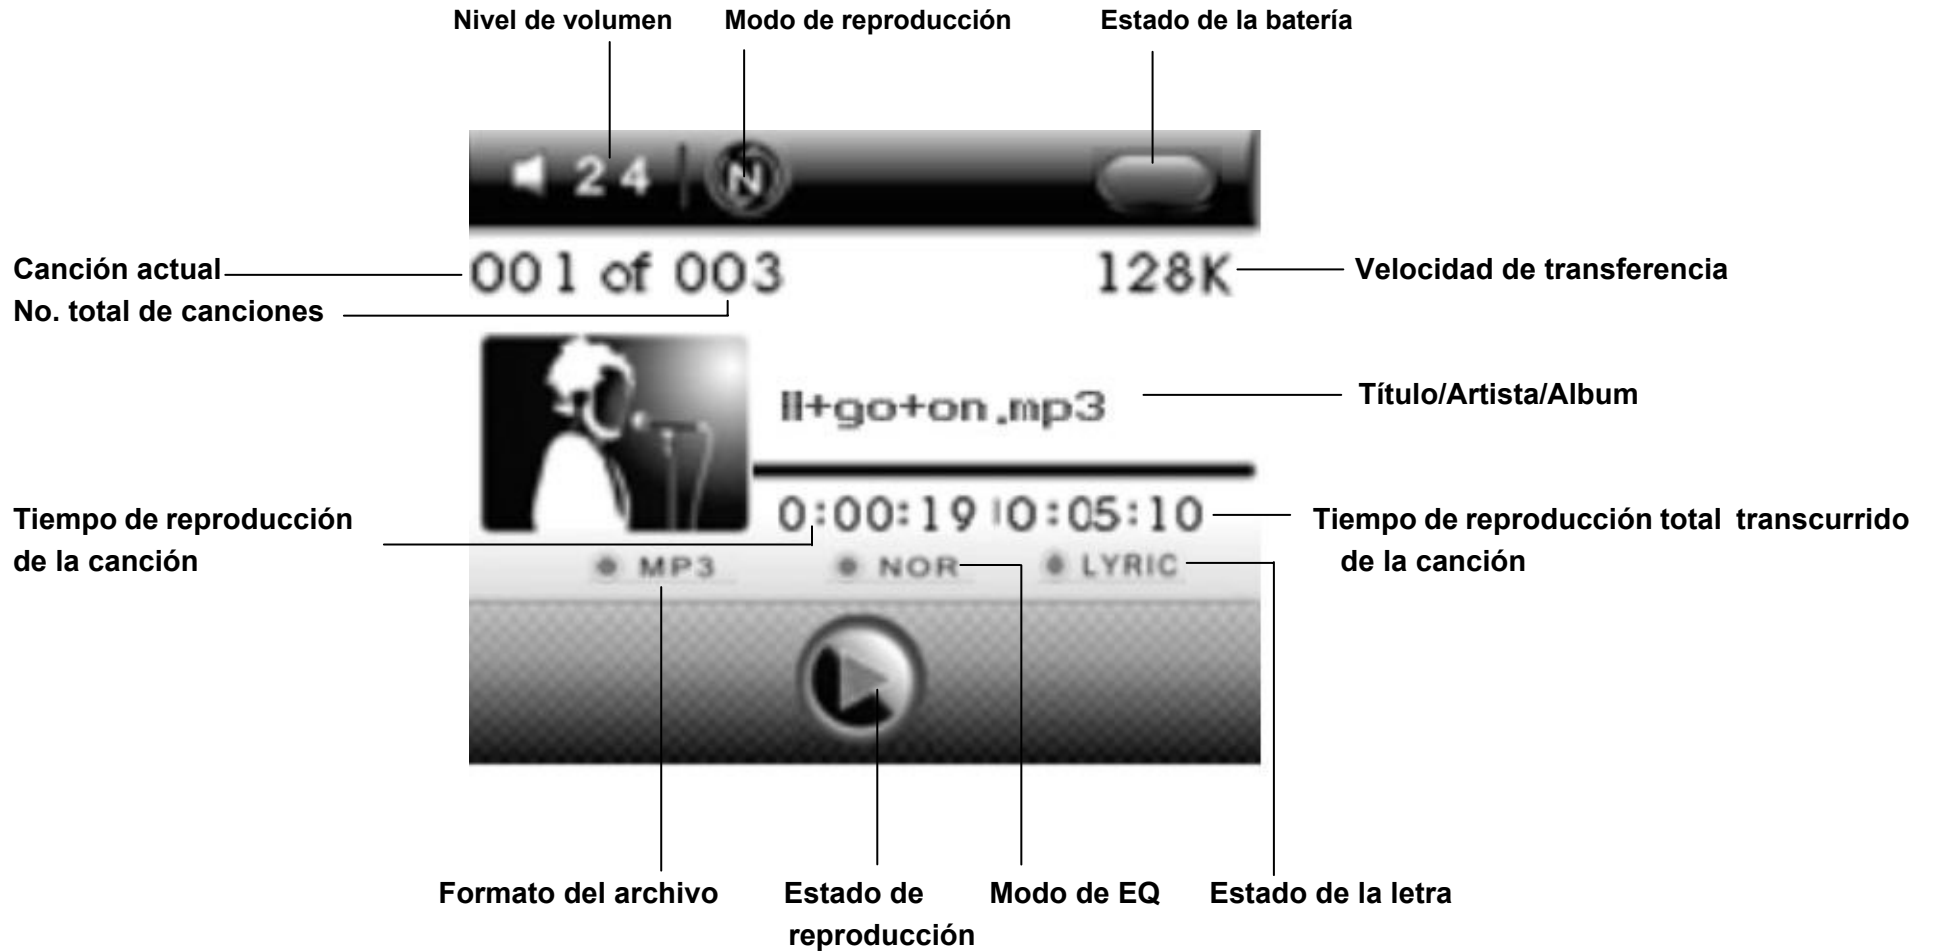 Nivel de volumen Modo de reproducción Estado de la batería
24 N
Canción actual 001 of 003 128K Velocidad de transferencia
No. total de canciones
ll+go+on.mp3 Título/Artista/Album
Tiempo de reproducción 0:00:19 0:05:10 Tiempo de reproducción total transcurrido
de la canción MP3 NOR LYRIC de la canción
Formato del archivo Estado de Modo de EQ Estado de la letra
reproducción